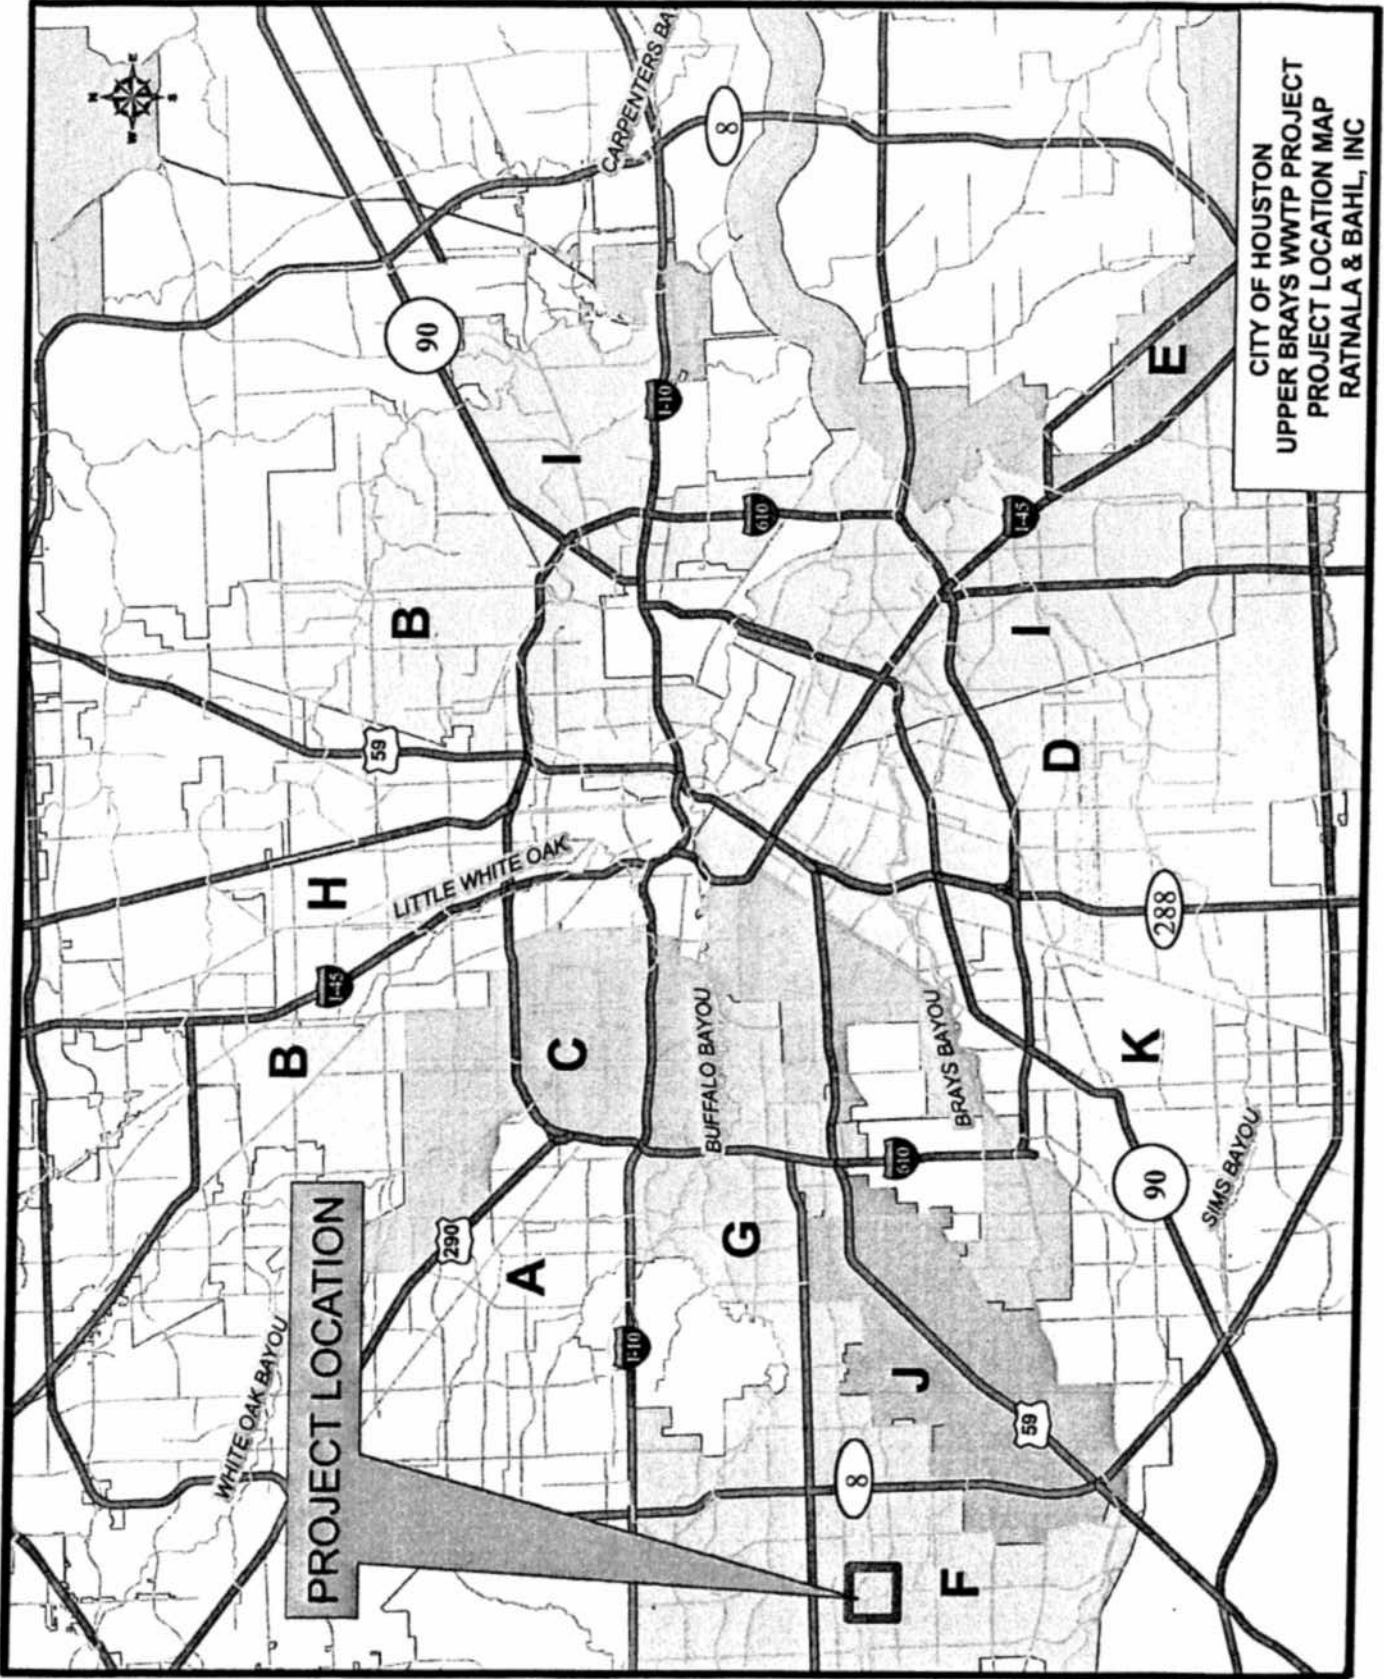 CITY OF HOUSTON
UPPER BRAYS WWTP PROJECT
PROJECT LOCATION MAP
RATNALA & BAHL, INC
PROJECT LOCATION
N
E
S
W
CARPENTERS BA
8
90
I-10
I
E
610
I-45
B
I
59
D
H
LITTLE WHITE OAK
288
I-45
B
C
BUFFALO BAYOU
BRAYS BAYOU
K
610
90
SIMS BAYOU
290
A
G
I-10
WHITE OAK BAYOU
J
59
8
F